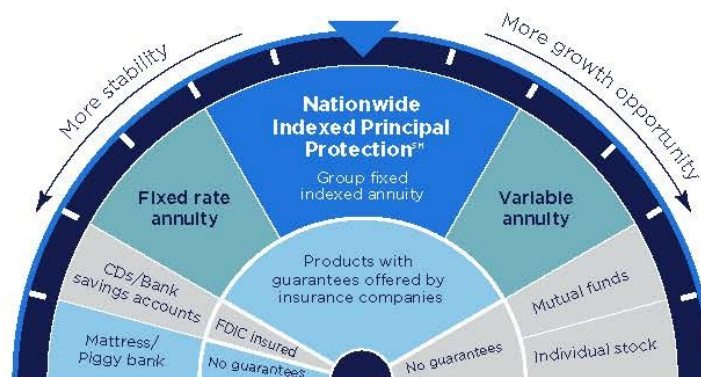 More stability
More growth opportunity
Nationwide
Indexed Principal
Protection℠
Group fixed
indexed annuity
Fixed rate
annuity
Variable
annuity
Products with
guarantees offered by
insurance companies
CDs/Bank
savings accounts
FDIC insured
Mattress/
Piggy bank
No guarantees
No guarantees
Mutual funds
Individual stock